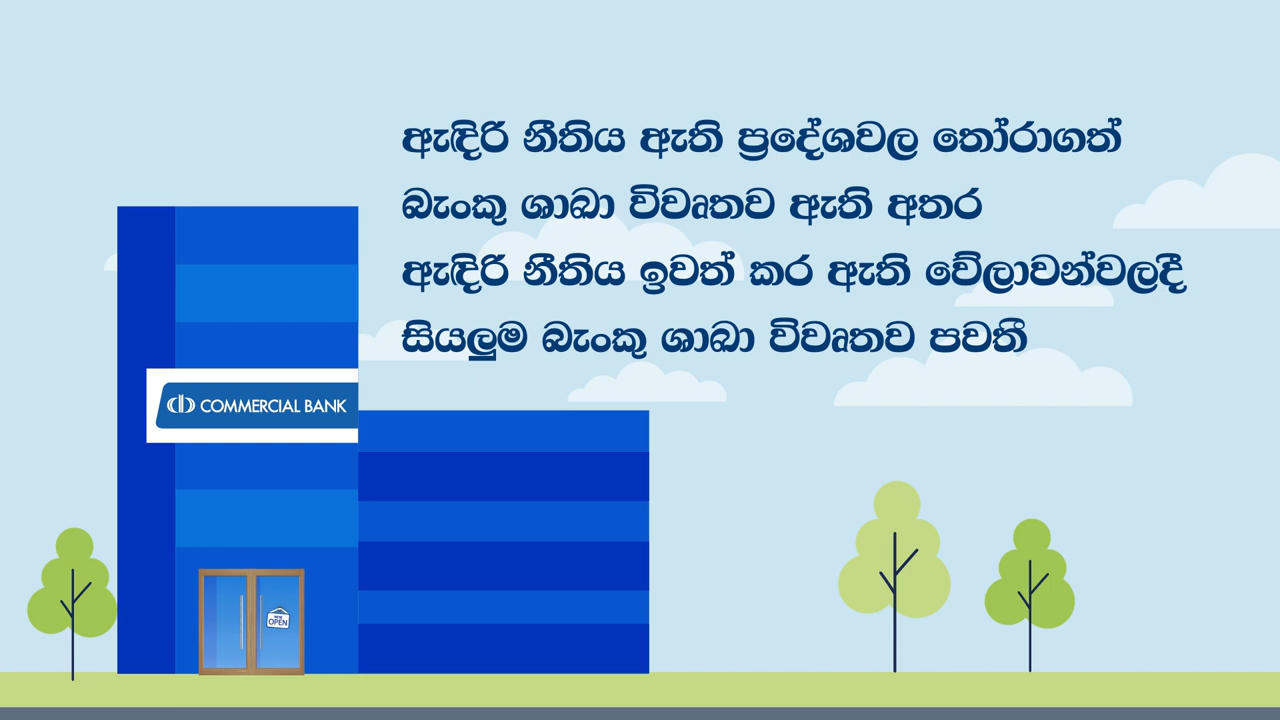 ඇඳිරි නීතිය ඇති ප්‍රදේශවල තෝරාගත්
බැංකු ශාඛා විවෘතව ඇති අතර
ඇඳිරි නීතිය ඉවත් කර ඇති වේලාවන්වලදී
සියලුම බැංකු ශාඛා විවෘතව පවතී
COMMERCIAL BANK
OPEN